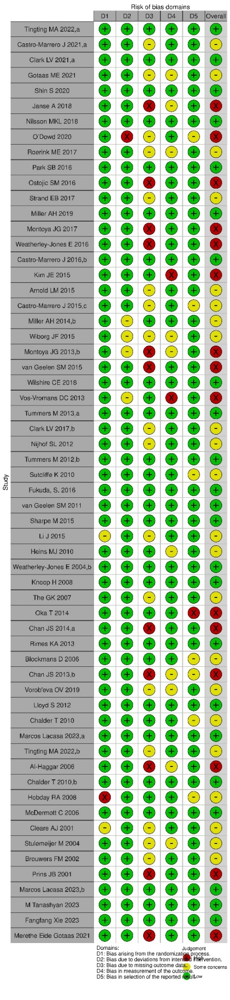 Risk of bias domains
D1 D2 D3 D4 D5 Overall
Tingting MA 2022,a + + + + + +
Castro-Marrero J 2021,a + + - + + -
Clark LV 2021,a + + + + + +
Gotaas ME 2021 + + - - + -
Shin S 2020 + + + + + +
Janse A 2018 + + X - + X
Nilsson MKL 2018 + + + + + +
O'Dowd 2020 + X - + - X
Roerink ME 2017 + + - - + -
Park SB 2016 + + + + + +
Ostojic SM 2016 + + X + + X
Strand EB 2017 + + - + + -
Miller AH 2019 + + + + + +
Montoya JG 2017 + + X + + X
Weatherley-Jones E 2016 + + X + + X
Castro-Marrero J 2016,b + + + + + +
Kim JE 2015 + + + X + X
Arnold LM 2015 + + - + + -
Castro-Marrero J 2015,c + + - + - -
Miller AH 2014,b + - + + + -
Wiborg JF 2015 + - - - + -
Montoya JG 2013,b + - X - + X
van Geelen SM 2015 + + X + + X
Wilshire CE 2018 + + + + + +
Vos-Vromans DC 2013 + - + X + X
Tummers M 2013,a + + + + + +
Clark LV 2017,b + + - + + -
Nijhof SL 2012 + + - + + -
Tummers M 2012,b + + + + + +
Sutcliffe K 2010 + + + + - -
Fukuda, S. 2016 + + + + + +
van Geelen SM 2011 + + + + + +
Sharpe M 2015 + + + + + +
Li J 2015 - + - + + -
Heins MJ 2010 + + + - + -
Weatherley-Jones E 2004,b + + + + + +
Knoop H 2008 + + + + + +
The GK 2007 + + - + + -
Oka T 2014 + + + + X X
Chan JS 2014,a + + X + + X
Rimes KA 2013 + + + + + +
Blockmans D 2006 + + + + - -
Chan JS 2013,b + + X - - X
Vorob'eva OV 2019 + + - - + -
Lloyd S 2012 + + + + + +
Chalder T 2010 + + + + - -
Marcos Lacasa 2023,a + + + + + +
Tingting MA 2022,b + + - + + -
Al-Haggar 2006 + + X - + X
Chalder T 2010,b + + + + + +
Hobday RA 2008 X + + + - -
McDermott C 2006 + + + + + +
Cleare AJ 2001 - + - + + -
Stulemeijer M 2004 + + - - + -
Brouwers FM 2002 + + - + + -
Prins JB 2001 + + X + + X
Marcos Lacasa 2023,b + + + + + +
M Tanashyan 2023 + + + + + +
Fangfang Xie 2023 + + + + + +
Merethe Eide Gotaas 2021 + + X + + X
Study
Domains:
D1: Bias arising from the randomization process.
D2: Bias due to deviations from intended intervention.
D3: Bias due to missing outcome data.
D4: Bias in measurement of the outcome.
D5: Bias in selection of the reported result.
Judgement
High
Some concerns
Low